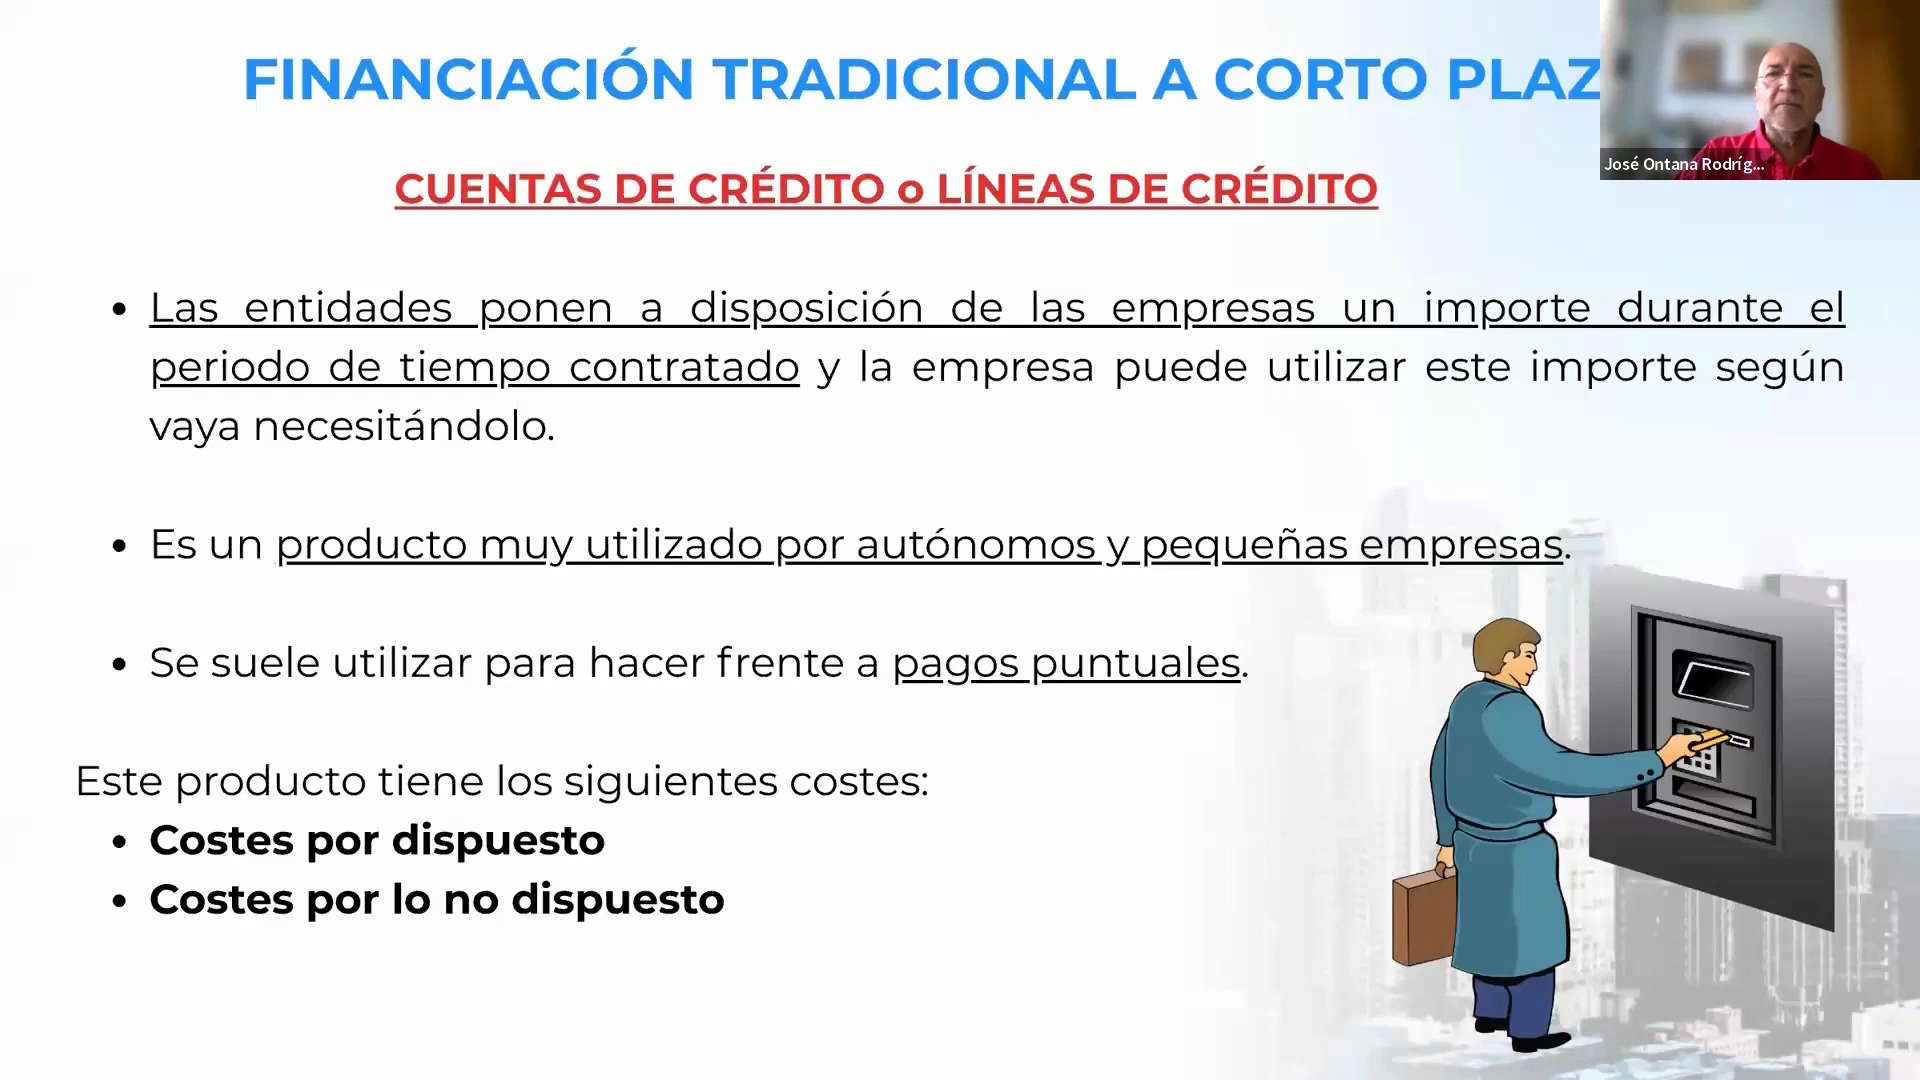 FINANCIACIÓN TRADICIONAL A CORTO PLAZ
José Ontana Rodríg...
CUENTAS DE CRÉDITO o LÍNEAS DE CRÉDITO
• Las entidades ponen a disposición de las empresas un importe durante el
periodo de tiempo contratado y la empresa puede utilizar este importe según
vaya necesitándolo.
• Es un producto muy utilizado por autónomos y pequeñas empresas.
• Se suele utilizar para hacer frente a pagos puntuales.
Este producto tiene los siguientes costes:
• Costes por dispuesto
• Costes por lo no dispuesto